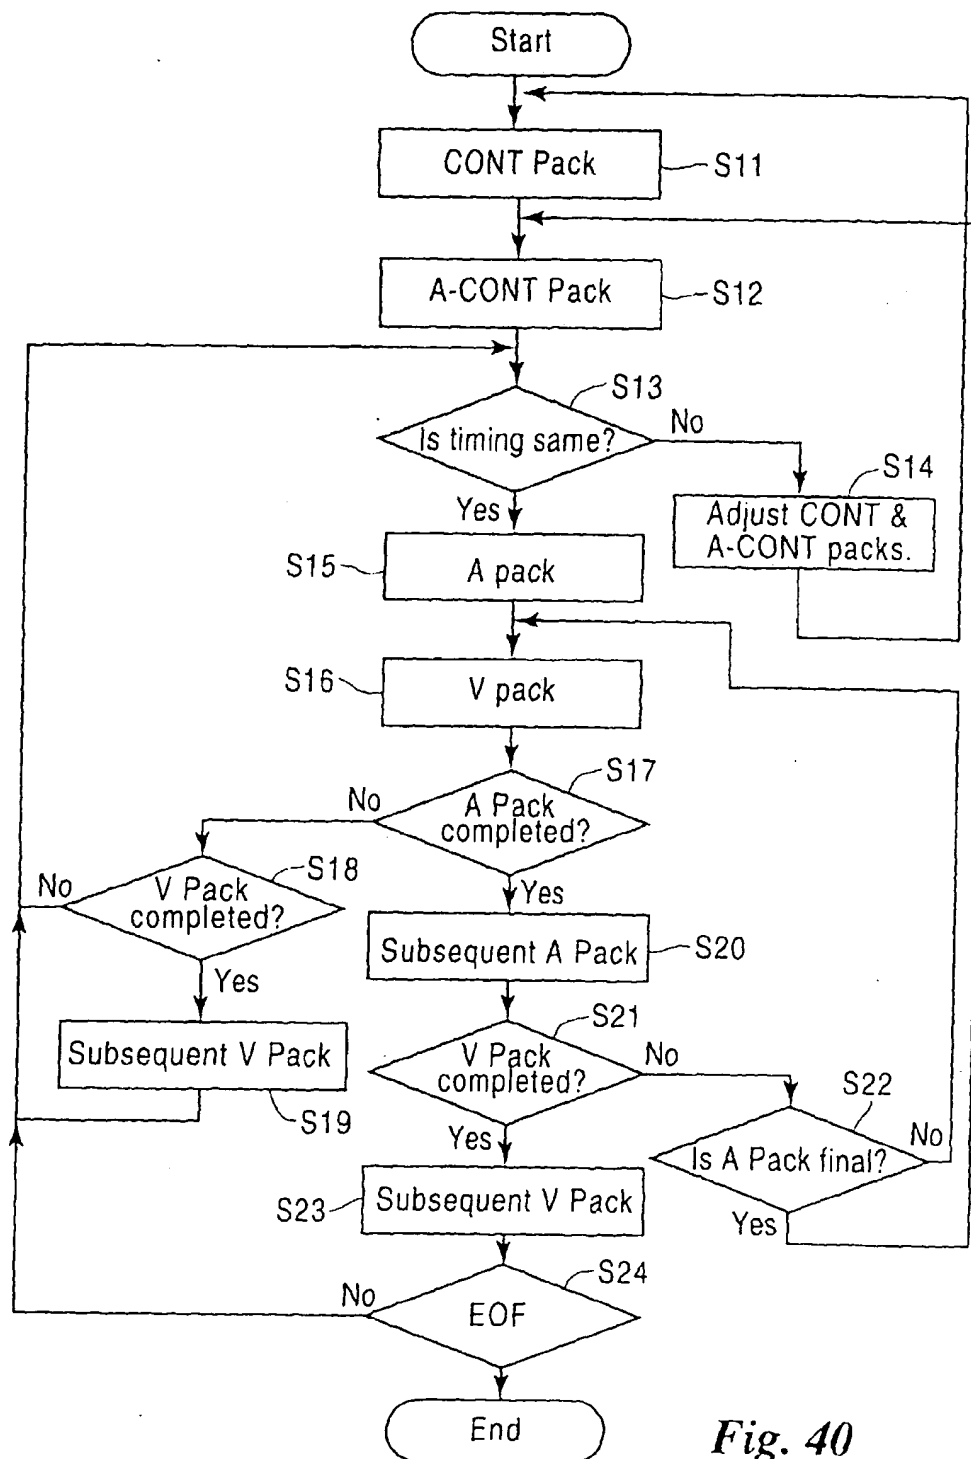 Start
CONT Pack
S11
A-CONT Pack
S12
S13
Is timing same?
No
Yes
S14
Adjust CONT &
A-CONT packs.
S15
A pack
S16
V pack
S17
A Pack
completed?
No
Yes
S18
V Pack
completed?
No
Yes
Subsequent V Pack
S19
Subsequent A Pack
S20
S21
V Pack
completed?
No
Yes
S22
Is A Pack final?
No
Yes
S23
Subsequent V Pack
S24
EOF
No
End
Fig. 40